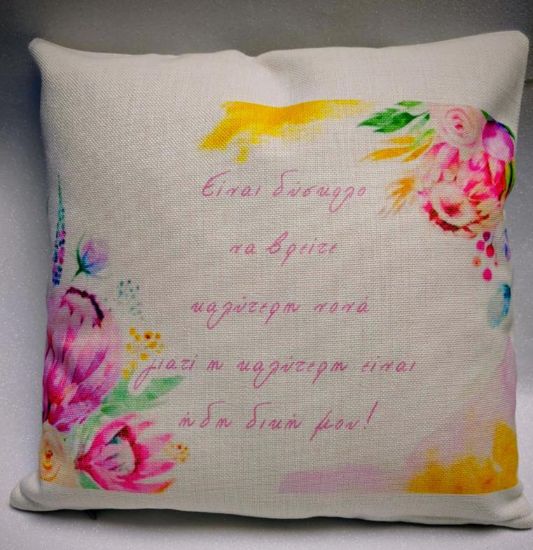 Είναι δύσκολο
να βρείτε
καλύτερη νονά
γιατί η καλύτερη είναι
ήδη δική μου!